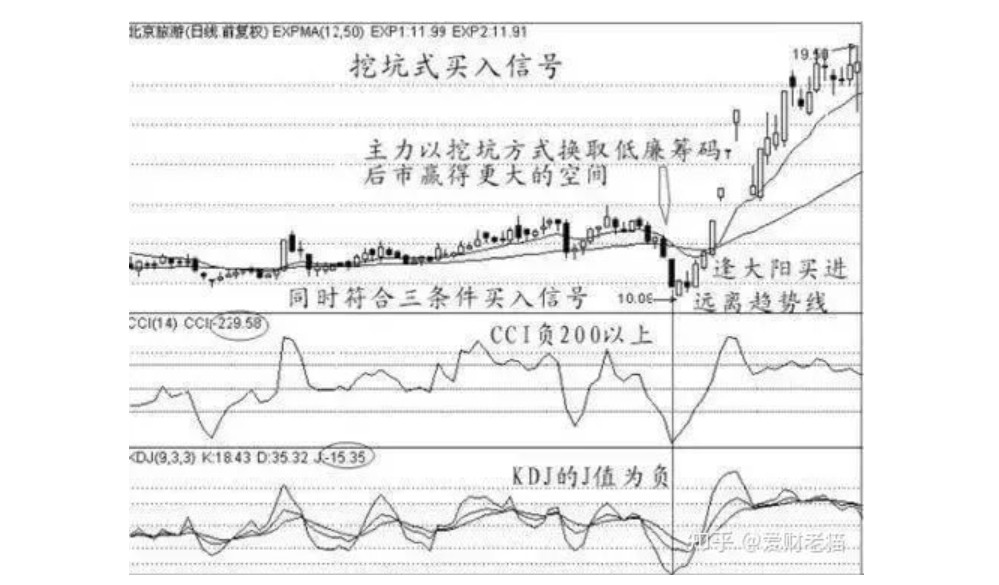 北京旅游(日线 前复权) EXPMA(12,50) EXP1:11.99 EXP2:11.91
挖坑式买入信号
19.50
主力以挖坑方式换取低廉筹码,
后市赢得更大的空间
逢大阳买进
同时符合三条件买入信号
10.06
远离趋势线
CCI(14) CCI(-229.58
CCI负200以上
KDJ(9,3,3) K:18.43 D:35.32 J:-15.35
KDJ的J值为负
知乎 @爱财老猫